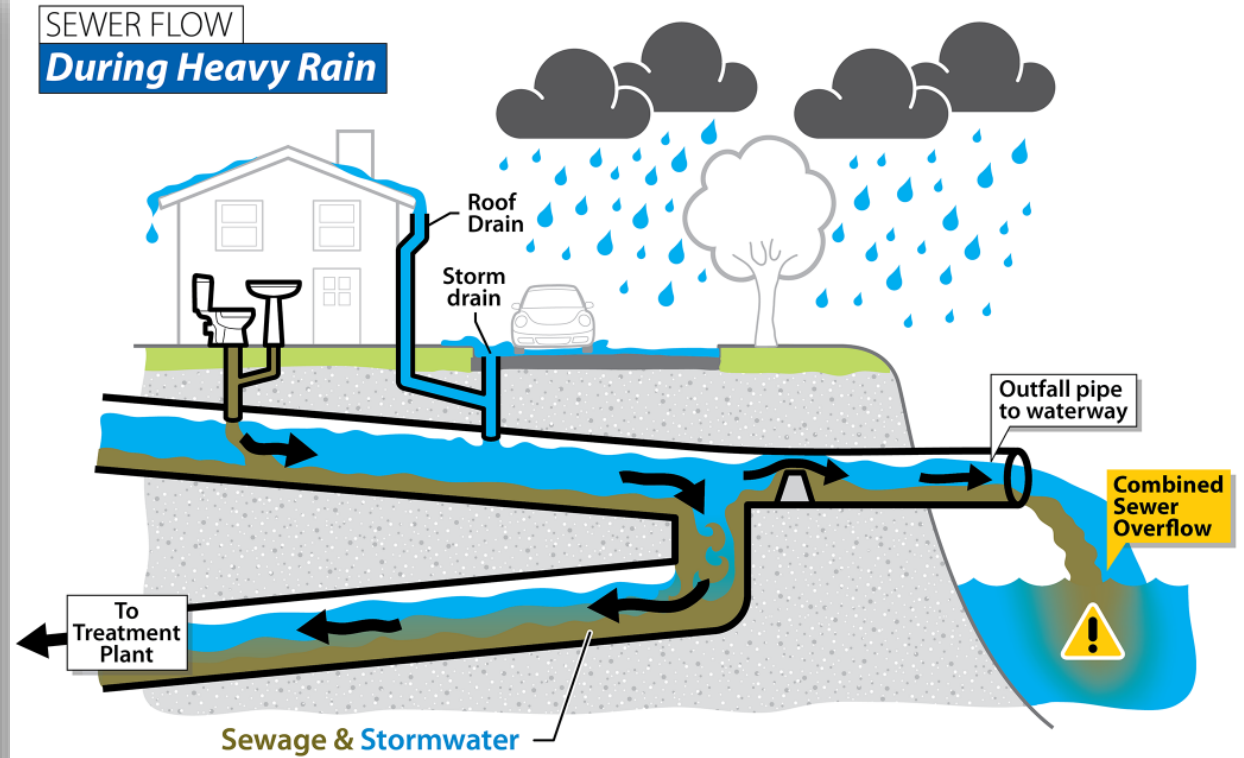 SEWER FLOW
During Heavy Rain
Roof
Drain
Storm
drain
Outfall pipe
to waterway
Combined
Sewer
Overflow
To
Treatment
Plant
Sewage & Stormwater